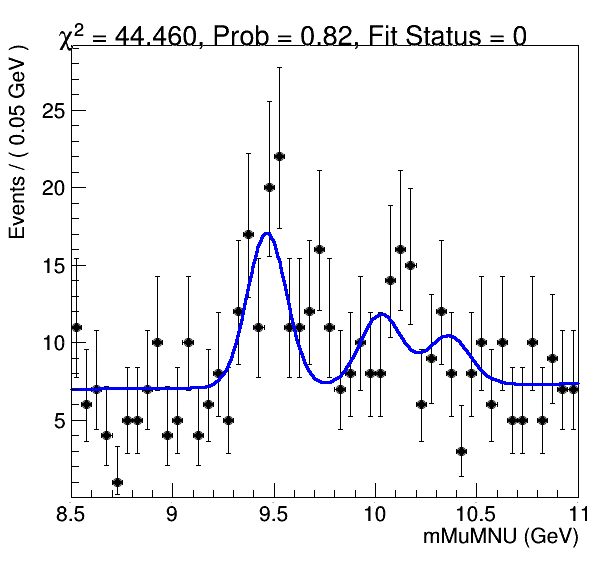 χ² = 44.460, Prob = 0.82, Fit Status = 0
Events / ( 0.05 GeV )
25
20
15
10
5
8.5 9 9.5 10 10.5 11
mMuMNU (GeV)